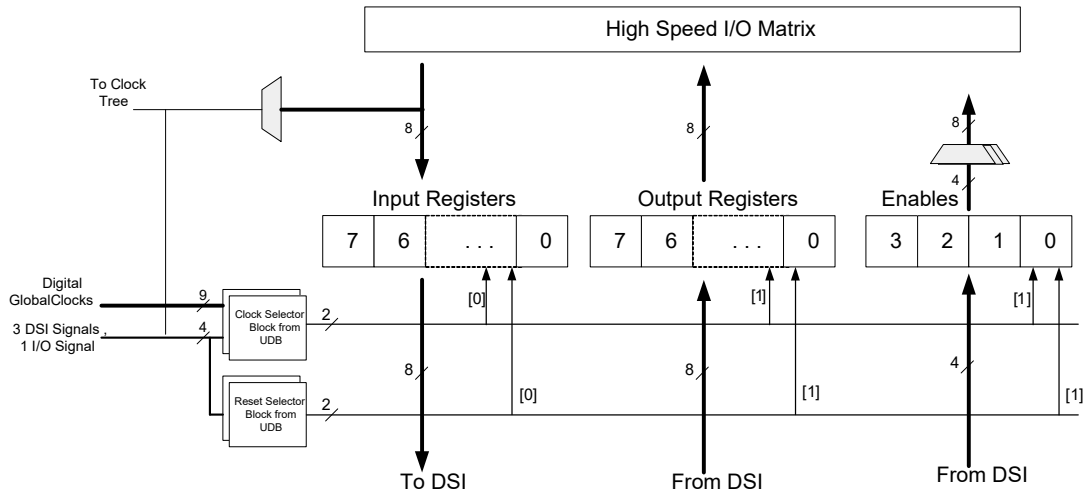 High Speed I/O Matrix
To Clock
Tree
8
8
8
4
Input Registers
Output Registers
Enables
7 6 . . . 0
7 6 . . . 0
3 2 1 0
Digital
GlobalClocks
9
[0]
[1]
[1]
Clock Selector
Block from
UDB
2
3 DSI Signals ,
1 I/O Signal
4
8
8
4
Reset Selector
Block from
UDB
2
[0]
[1]
[1]
To DSI
From DSI
From DSI